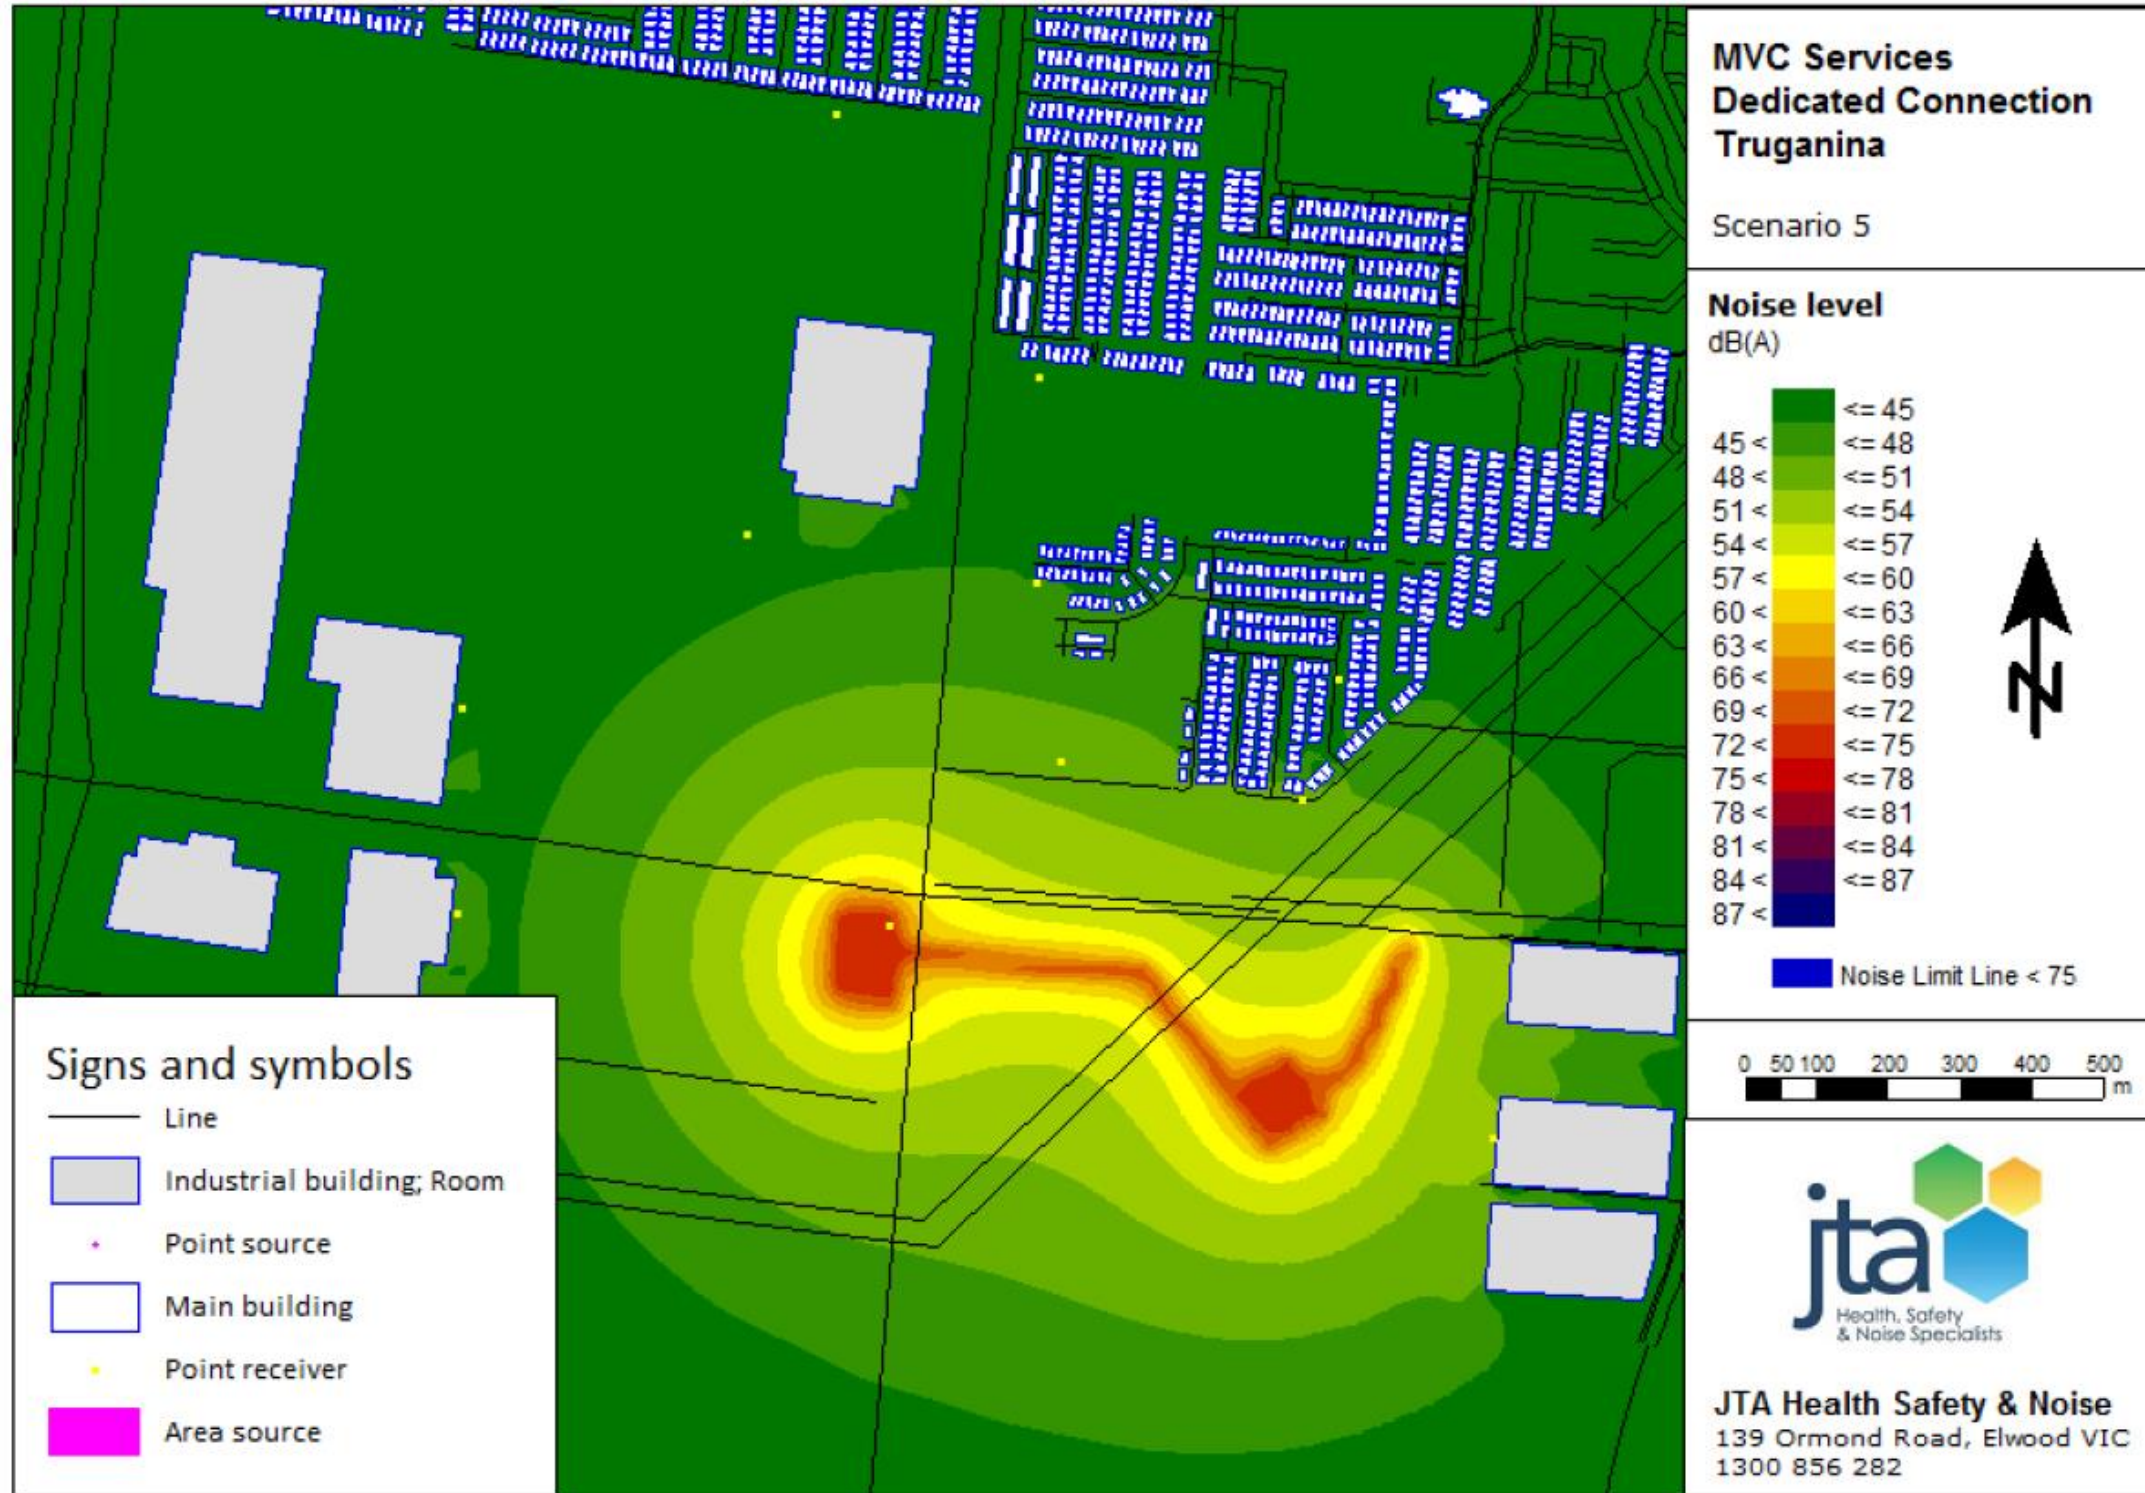 MVC Services
Dedicated Connection
Truganina
Scenario 5
Noise level
dB(A)
<= 45
45 < <= 48
48 < <= 51
51 < <= 54
54 < <= 57
57 < <= 60
60 < <= 63
63 < <= 66
66 < <= 69
69 < <= 72
72 < <= 75
75 < <= 78
78 < <= 81
81 < <= 84
84 < <= 87
87 <
Noise Limit Line < 75
N
0 50 100 200 300 400 500
m
Signs and symbols
Line
Industrial building; Room
Point source
Main building
Point receiver
Area source
jta
Health, Safety
& Noise Specialists
JTA Health Safety & Noise
139 Ormond Road, Elwood VIC
1300 856 282